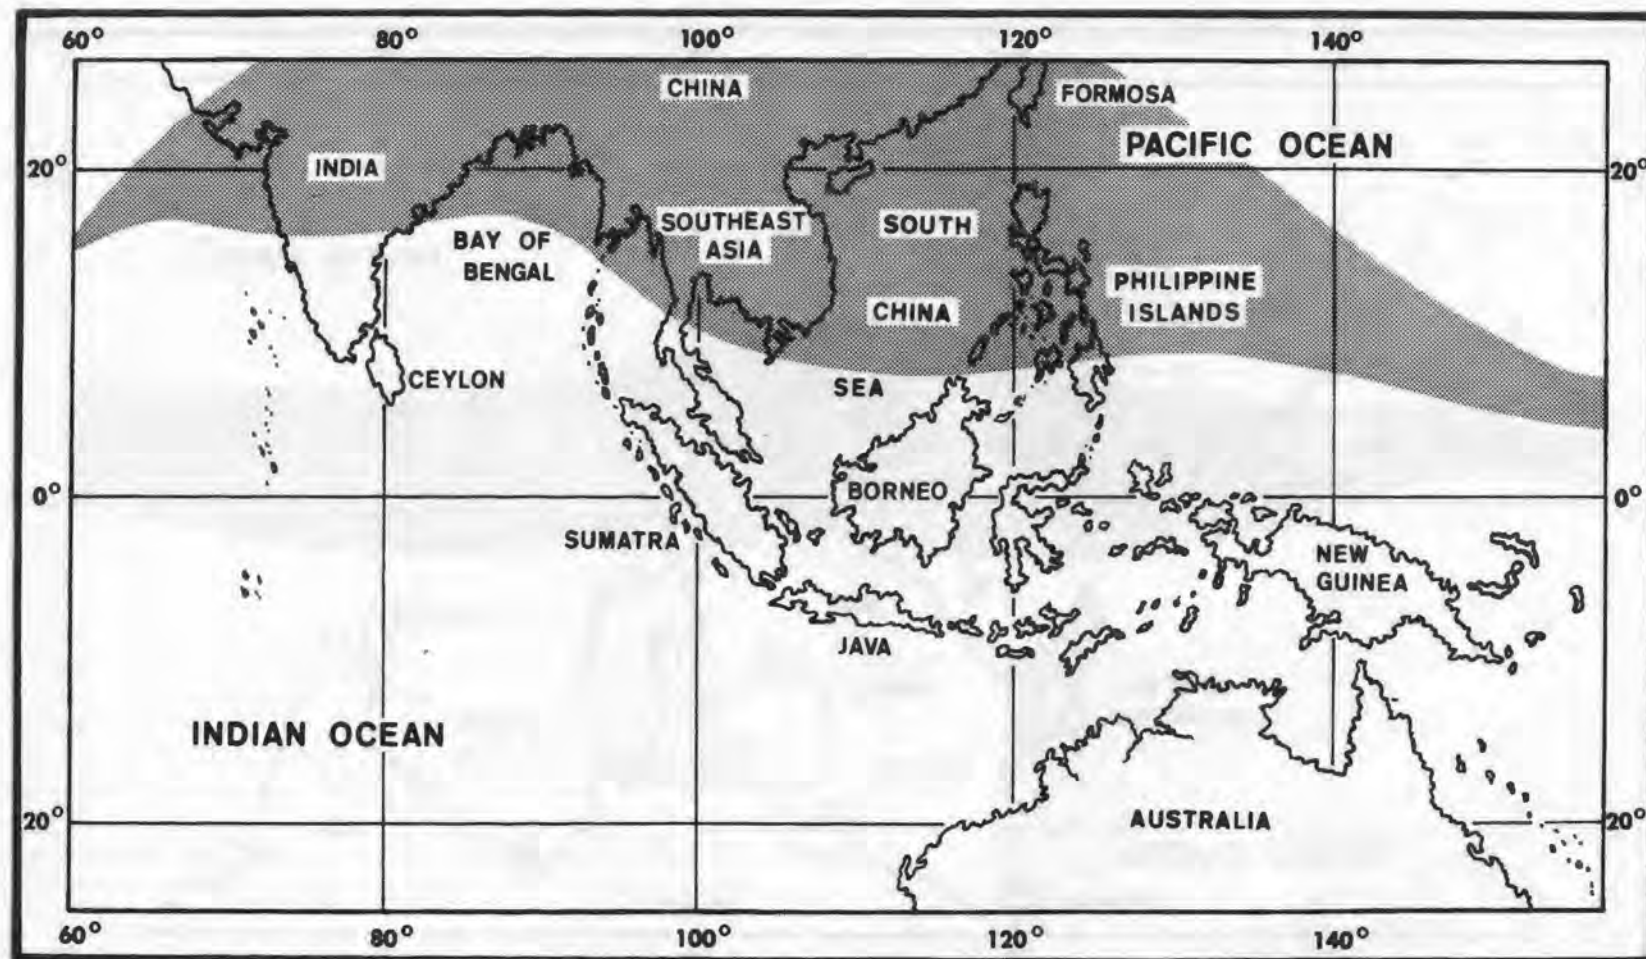 60° 80° 100° 120° 140°
CHINA
FORMOSA
PACIFIC OCEAN
20° 20°
INDIA
SOUTHEAST
ASIA
SOUTH
BAY OF
BENGAL
PHILIPPINE
ISLANDS
CHINA
CEYLON
SEA
0° 0°
BORNEO
SUMATRA
NEW
GUINEA
JAVA
INDIAN OCEAN
20° 20°
AUSTRALIA
60° 80° 100° 120° 140°